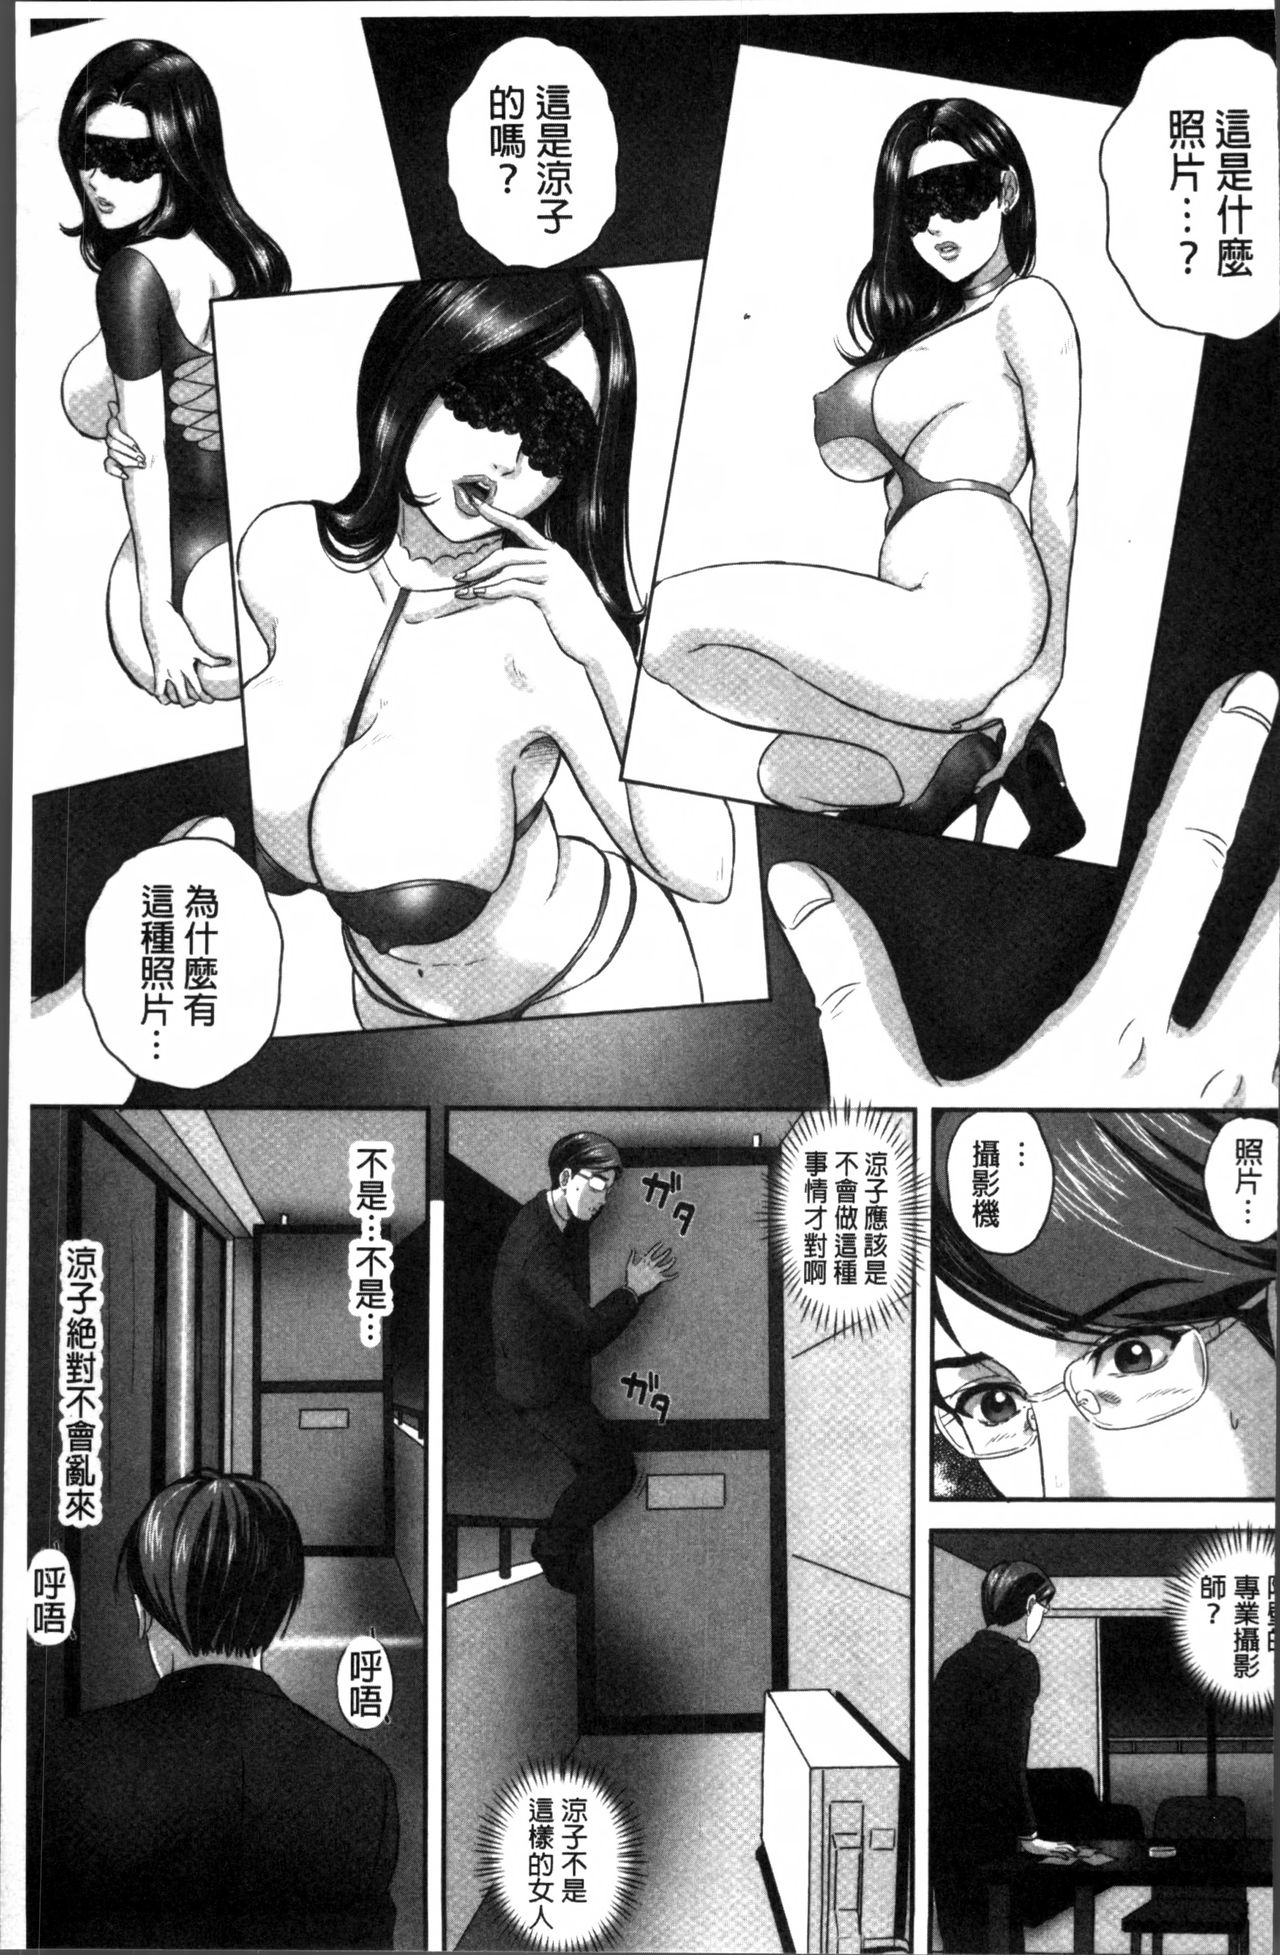 這是什麼
照片…?
這是涼子
的嗎?
為什麼有
這種照片…
照片…
…
攝影機
專業攝影
師?
涼子應該是
不會做這種
事情才對啊
ガタ
ガタ
涼子不是
這樣的女人
不是…不是…
涼子絕對不會亂來
呼唔
呼唔